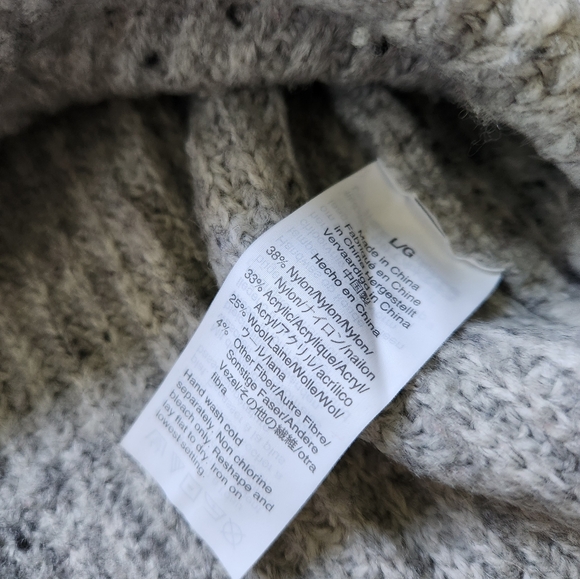 L/G
Made in China
Fabriqué en Chine
in China Hergestellt
Vervaardigd in China
中国製
Hecho en China
38% Nylon/Nylon/Nylon/
Nylon/ナイロン/nailon
33% Acrylic/Acrylique/Acryl/
Acryl/アクリル/acrílico
25% Wool/Laine/Wolle/Wol/
ウール/lana
4% Other Fiber/Autre Fibre/
Sonstige Faser/Andere
Vezel/その他の繊維/otra
fibra
Hand wash cold
separately Non chlorine
bleach only Reshape and
lay flat to dry Iron on
lowest setting